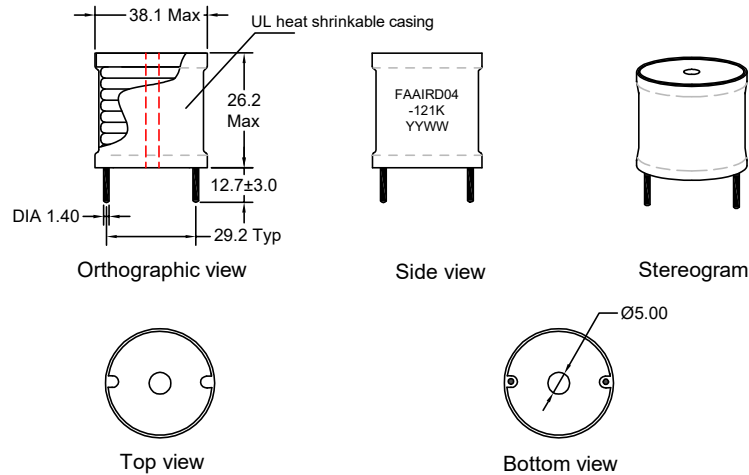 38.1 Max
UL heat shrinkable casing
26.2
Max
12.7±3.0
DIA 1.40
29.2 Typ
Orthographic view
FAAIRD04
-121K
YYWW
Side view
Stereogram
Top view
Ø5.00
Bottom view